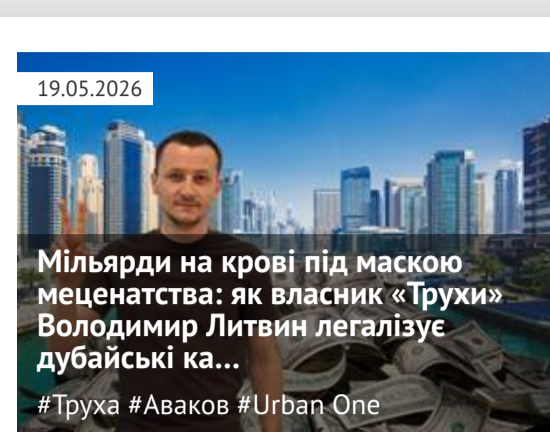 19.05.2026
Мільярди на крові під маскою
меценатства: як власник «Трухи»
Володимир Литвин легалізує
дубайські ка...
#Труха #Аваков #Urban One